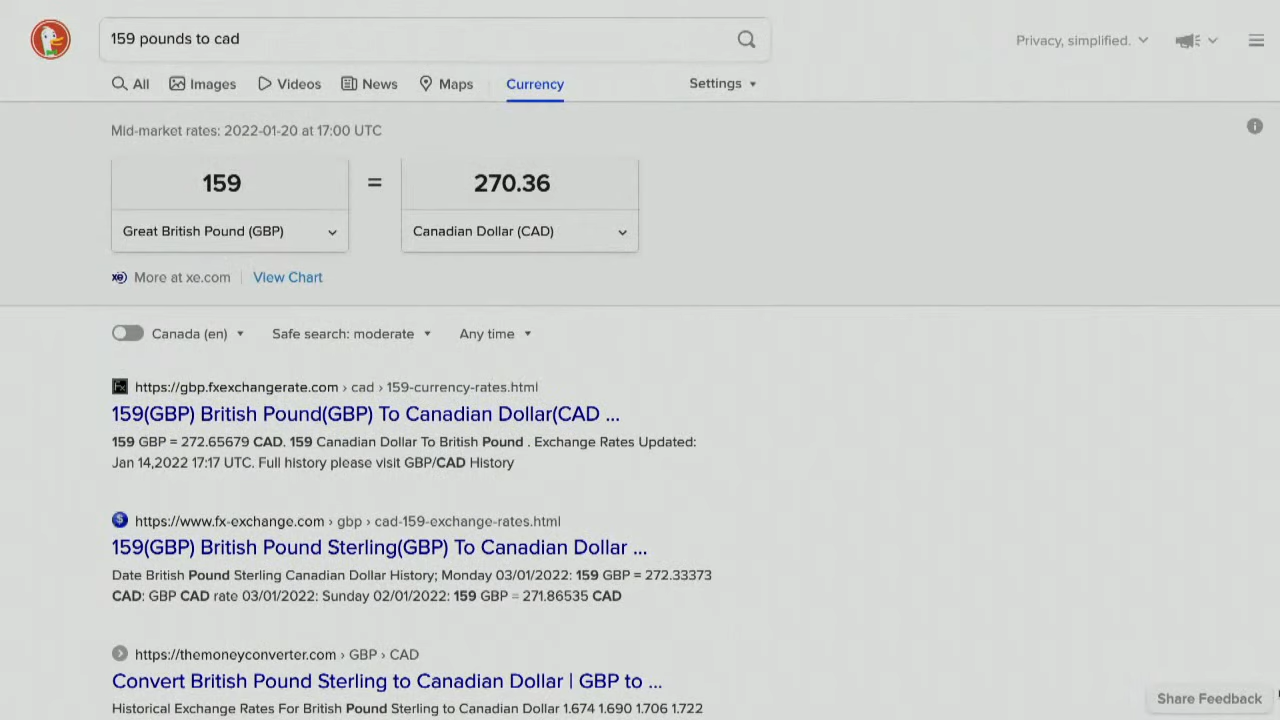 159 pounds to cad
Privacy, simplified.
All Images Videos News Maps Currency Settings
Mid-market rates: 2022-01-20 at 17:00 UTC
159 = 270.36
Great British Pound (GBP) Canadian Dollar (CAD)
xe More at xe.com View Chart
Canada (en) Safe search: moderate Any time
Fx https://gbp.fxexchangerate.com › cad › 159-currency-rates.html
159(GBP) British Pound(GBP) To Canadian Dollar(CAD ...
159 GBP = 272.65679 CAD. 159 Canadian Dollar To British Pound . Exchange Rates Updated:
Jan 14,2022 17:17 UTC. Full history please visit GBP/CAD History
$ https://www.fx-exchange.com › gbp › cad-159-exchange-rates.html
159(GBP) British Pound Sterling(GBP) To Canadian Dollar ...
Date British Pound Sterling Canadian Dollar History; Monday 03/01/2022: 159 GBP = 272.33373
CAD: GBP CAD rate 03/01/2022: Sunday 02/01/2022: 159 GBP = 271.86535 CAD
https://themoneyconverter.com › GBP › CAD
Convert British Pound Sterling to Canadian Dollar | GBP to ...
Historical Exchange Rates For British Pound Sterling to Canadian Dollar 1.674 1.690 1.706 1.722
Share Feedback